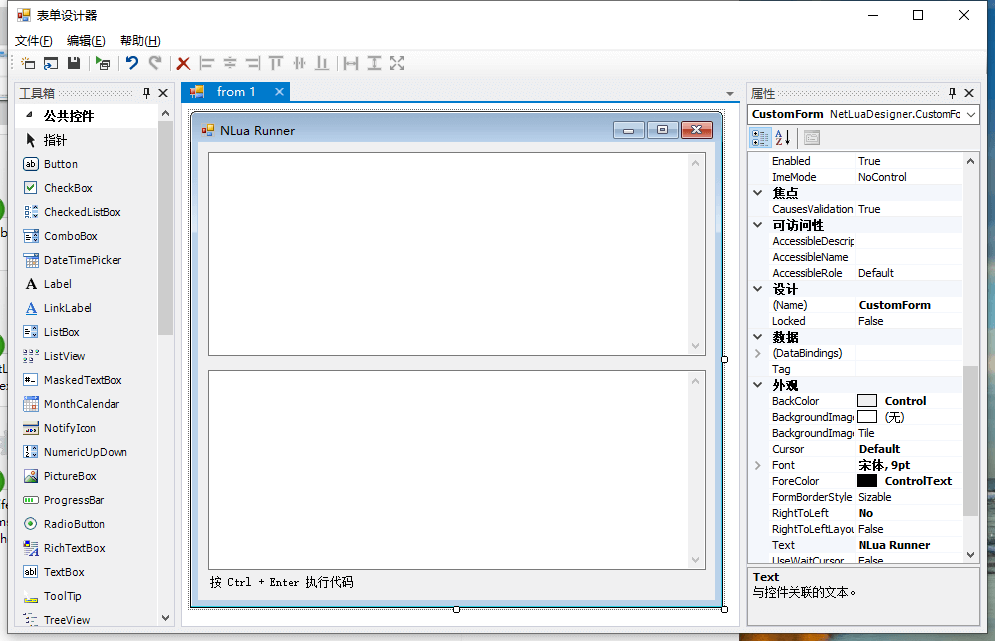 表单设计器
文件(F) 编辑(E) 帮助(H)
工具箱
公共控件
指针
Button
CheckBox
CheckedListBox
ComboBox
DateTimePicker
Label
LinkLabel
ListBox
ListView
MaskedTextBox
MonthCalendar
NotifyIcon
NumericUpDown
PictureBox
ProgressBar
RadioButton
RichTextBox
TextBox
ToolTip
TreeView
from 1
NLua Runner
按 Ctrl + Enter 执行代码
属性
CustomForm NetLuaDesigner.CustomFo
Enabled True
ImeMode NoControl
焦点
CausesValidation True
可访问性
AccessibleDescrip
AccessibleName
AccessibleRole Default
设计
(Name) CustomForm
Locked False
数据
(DataBindings)
Tag
外观
BackColor Control
BackgroundImag (无)
BackgroundImag Tile
Cursor Default
Font 宋体, 9pt
ForeColor ControlText
FormBorderStyle Sizable
RightToLeft No
RightToLeftLayou False
Text NLua Runner
UseWaitCursor False
Text
与控件关联的文本。